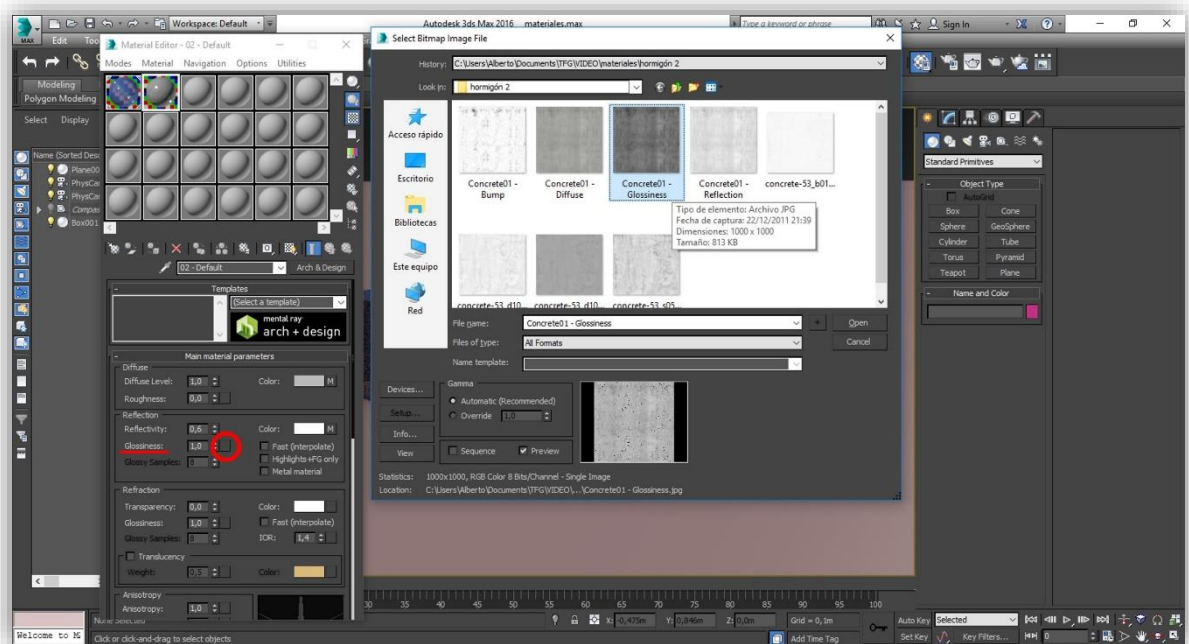 Workspace: Default
Autodesk 3ds Max 2016 materiales.max
Type a keyword or phrase
Sign In
MAX
Edit
Material Editor - 02 - Default
Modes Material Navigation Options Utilities
Modeling
Polygon Modeling
Select Display
Select Bitmap Image File
History: C:\Users\Alberto\Documents\TFG\VIDEO\materiales\hormigón 2
Look in: hormigón 2
Acceso rápido
Escritorio
Bibliotecas
Este equipo
Red
Concrete01 - Bump
Concrete01 - Diffuse
Concrete01 - Glossiness
Concrete01 - Reflection
concrete-53_b01...
Tipo de elemento: Archivo JPG
Fecha de captura: 22/12/2011 21:39
Dimensiones: 1000 x 1000
Tamaño: 813 KB
concrete-53_d10...
concrete-53_d10...
concrete-53_s05...
File name: Concrete01 - Glossiness
Open
Files of type: All Formats
Cancel
Name template:
Devices...
Setup...
Info...
View
Gamma
Automatic (Recommended)
Override 1,0
Sequence
Preview
Statistics: 1000x1000, RGB Color 8 Bits/Channel - Single Image
Location: C:\Users\Alberto\Documents\TFG\VIDEO\...\Concrete01 - Glossiness.jpg
Name (Sorted Desc
Plane00
PhysCa
PhysCa
Compas
Box001
02 - Default
Arch & Design
Templates
(Select a template)
mental ray
arch + design
Main material parameters
Diffuse
Diffuse Level: 1,0 Color: M
Roughness: 0,0
Reflection
Reflectivity: 0,6 Color: M
Glossiness: 1,0 Fast (interpolate)
Highlights+FG only
Glossy Samples: 8
Metal material
Refraction
Transparency: 0,0 Color:
Glossiness: 1,0 Fast (interpolate)
Glossy Samples: 8 IOR: 1,4
Translucency
Weight: 0,5 Color:
Anisotropy
Anisotropy: 1,0
Standard Primitives
Object Type
AutoGrid
Box Cone
Sphere GeoSphere
Cylinder Tube
Torus Pyramid
Teapot Plane
Name and Color
30 35 40 45 50 55 60 65 70 75 80 85 90 95 100
None Selected
X: -0,475m Y: 0,846m Z: 0,0m Grid = 0,1m
Auto Key Selected
Welcome to M
Click or click-and-drag to select objects
Add Time Tag
Set Key Key Filters... 0